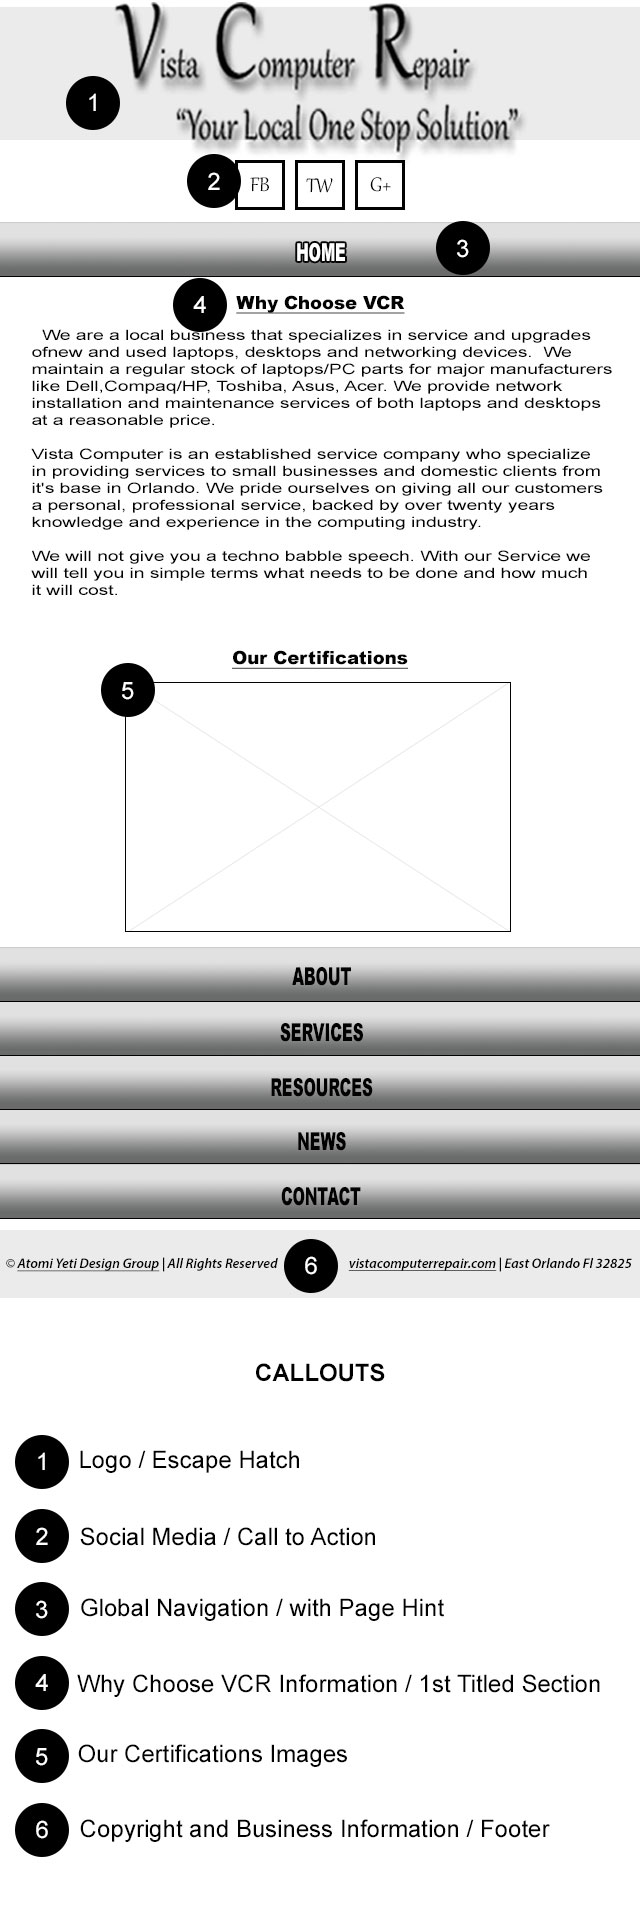 Vista Computer Repair
“Your Local One Stop Solution”
1
2
FB TW G+
HOME
3
4
Why Choose VCR
We are a local business that specializes in service and upgrades
ofnew and used laptops, desktops and networking devices. We
maintain a regular stock of laptops/PC parts for major manufacturers
like Dell,Compaq/HP, Toshiba, Asus, Acer. We provide network
installation and maintenance services of both laptops and desktops
at a reasonable price.
Vista Computer is an established service company who specialize
in providing services to small businesses and domestic clients from
it's base in Orlando. We pride ourselves on giving all our customers
a personal, professional service, backed by over twenty years
knowledge and experience in the computing industry.
We will not give you a techno babble speech. With our Service we
will tell you in simple terms what needs to be done and how much
it will cost.
Our Certifications
5
ABOUT
SERVICES
RESOURCES
NEWS
CONTACT
© Atomi Yeti Design Group | All Rights Reserved 6 vistacomputerrepair.com | East Orlando Fl 32825
CALLOUTS
1 Logo / Escape Hatch
2 Social Media / Call to Action
3 Global Navigation / with Page Hint
4 Why Choose VCR Information / 1st Titled Section
5 Our Certifications Images
6 Copyright and Business Information / Footer